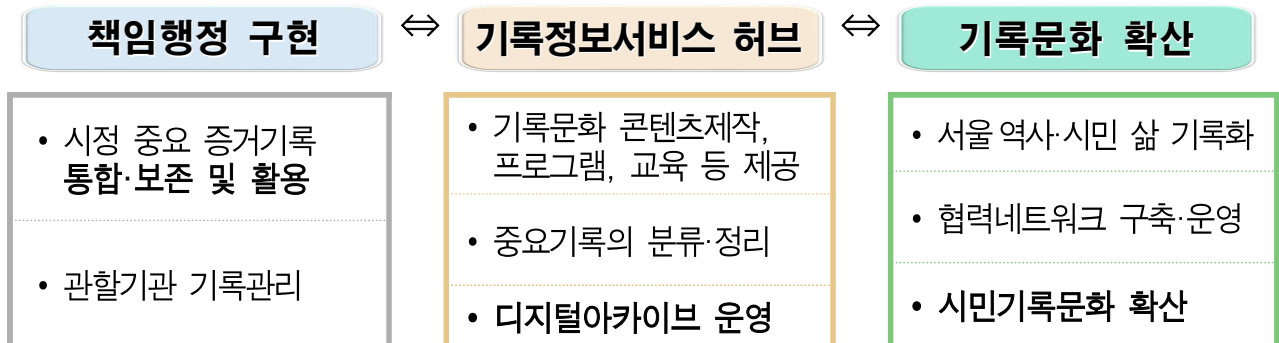 책임행정 구현 ⇔ 기록정보서비스 허브 ⇔ 기록문화 확산
• 시정 중요 증거기록
통합·보존 및 활용
• 관할기관 기록관리
• 기록문화 콘텐츠제작,
프로그램, 교육 등 제공
• 중요기록의 분류·정리
• 디지털아카이브 운영
• 서울 역사·시민 삶 기록화
• 협력네트워크 구축·운영
• 시민기록문화 확산